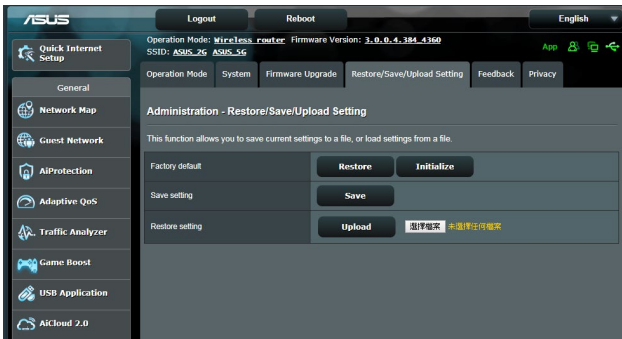 ASUS
Logout
Reboot
English
Quick Internet
Setup
Operation Mode: Wireless router Firmware Version: 3.0.0.4.384_4360
SSID: ASUS_2G ASUS_5G
App
Operation Mode
System
Firmware Upgrade
Restore/Save/Upload Setting
Feedback
Privacy
General
Network Map
Guest Network
AiProtection
Adaptive QoS
Traffic Analyzer
Game Boost
USB Application
AiCloud 2.0
Administration - Restore/Save/Upload Setting
This function allows you to save current settings to a file, or load settings from a file.
Factory default
Restore
Initialize
Save setting
Save
Restore setting
Upload
選擇檔案 未選擇任何檔案